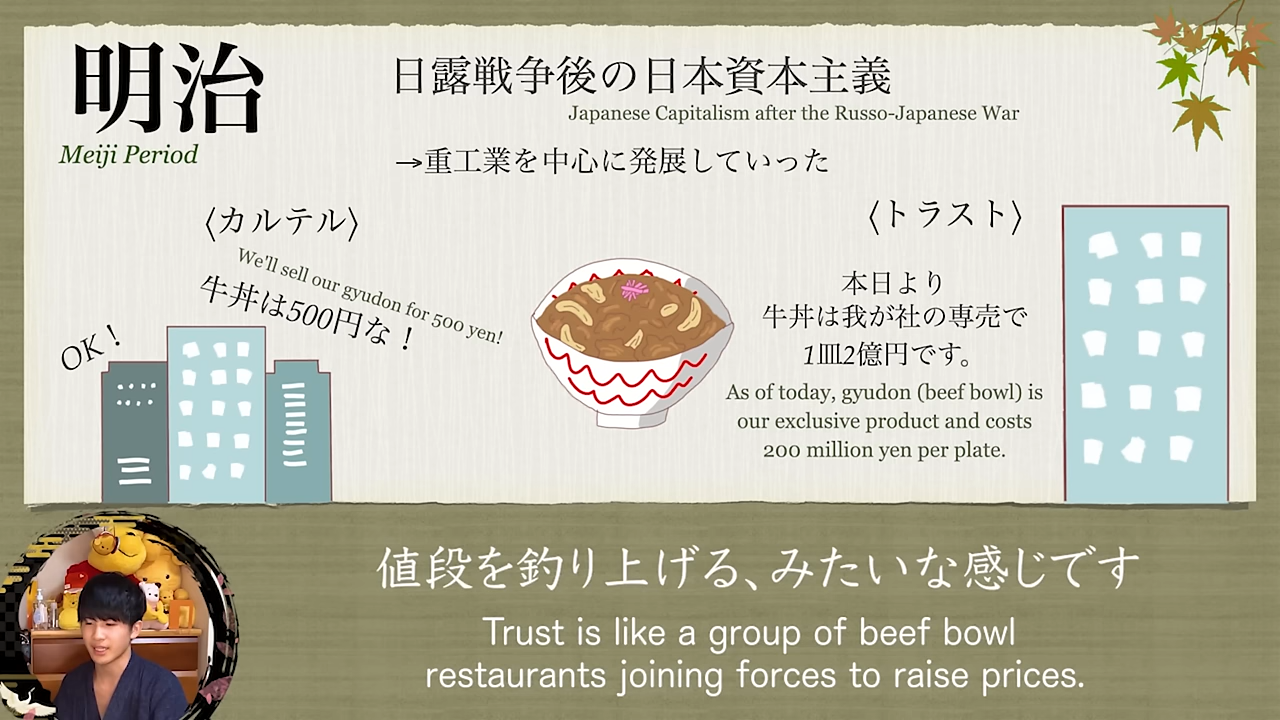 明治
Meiji Period
日露戦争後の日本資本主義
Japanese Capitalism after the Russo-Japanese War
→重工業を中心に発展していった
〈カルテル〉
We'll sell our gyudon for 500 yen!
牛丼は500円な！
OK！
〈トラスト〉
本日より
牛丼は我が社の専売で
1皿2億円です。
As of today, gyudon (beef bowl) is
our exclusive product and costs
200 million yen per plate.
値段を釣り上げる、みたいな感じです
Trust is like a group of beef bowl
restaurants joining forces to raise prices.